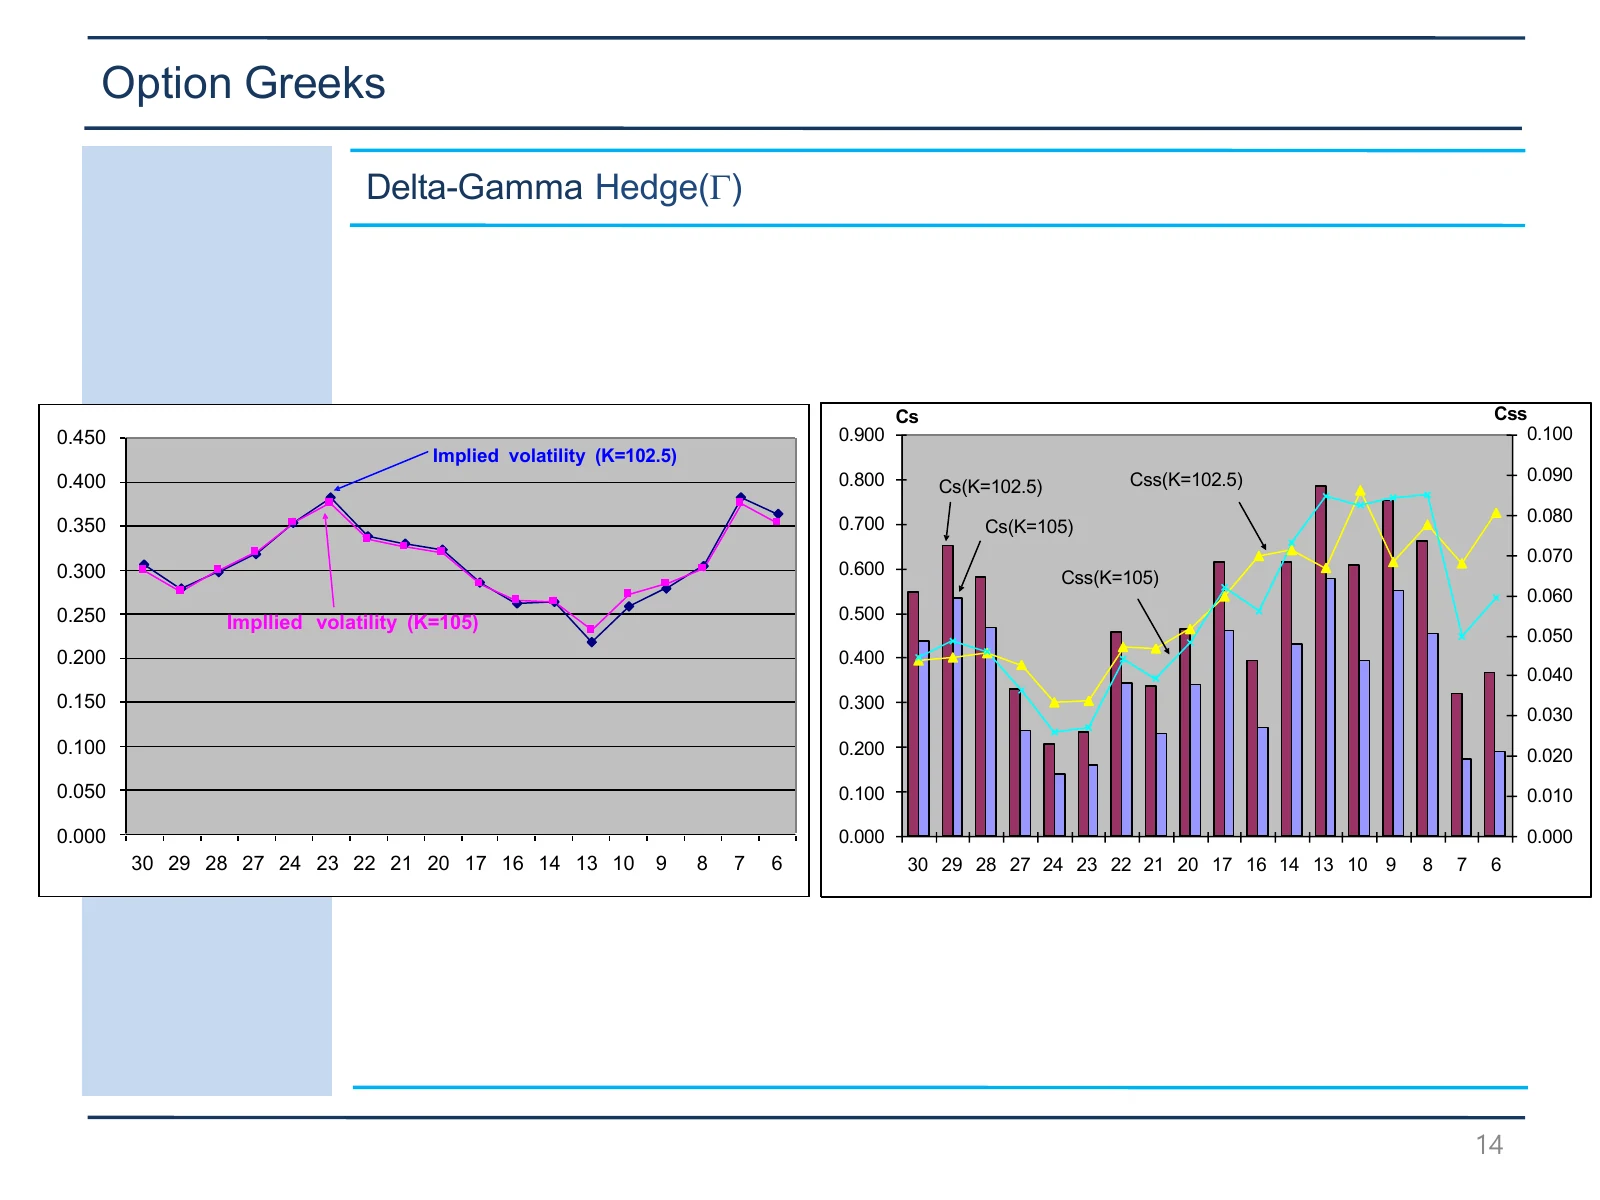 Option Greeks
Delta-Gamma Hedge(Γ)
0.450
0.400
0.350
0.300
0.250
0.200
0.150
0.100
0.050
0.000
Implied volatility (K=102.5)
Impllied volatility (K=105)
30 29 28 27 24 23 22 21 20 17 16 14 13 10 9 8 7 6
Cs
Css
0.900
0.800
0.700
0.600
0.500
0.400
0.300
0.200
0.100
0.000
Cs(K=102.5)
Cs(K=105)
Css(K=102.5)
Css(K=105)
0.100
0.090
0.080
0.070
0.060
0.050
0.040
0.030
0.020
0.010
0.000
30 29 28 27 24 23 22 21 20 17 16 14 13 10 9 8 7 6
14